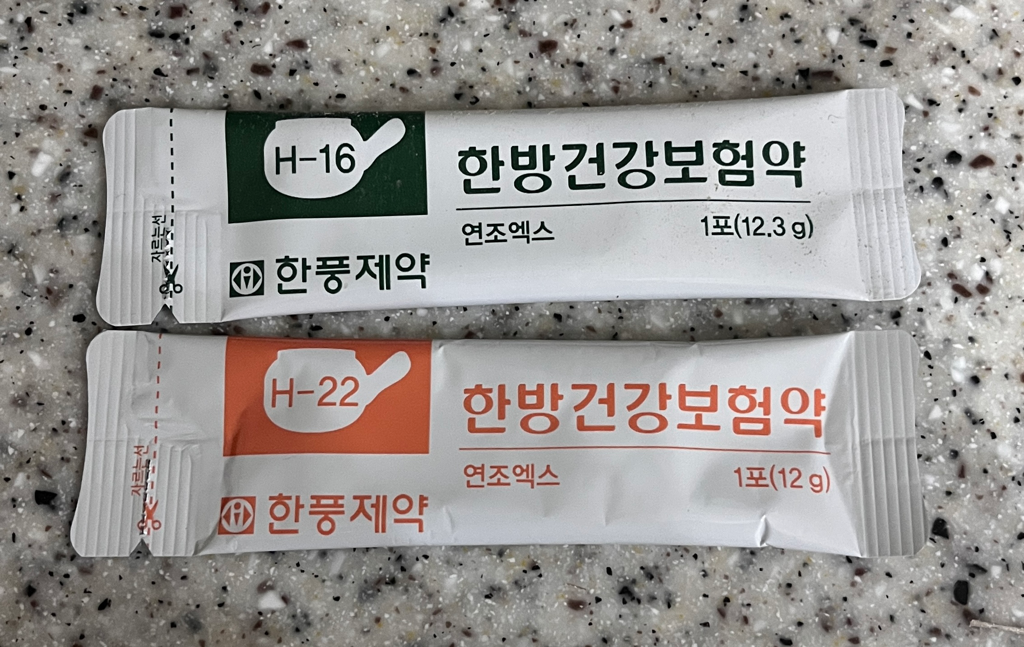 H-16
한방건강보험약
연조엑스 1포(12.3 g)
자르는선
한풍제약
H-22
한방건강보험약
연조엑스 1포(12 g)
자르는선
한풍제약